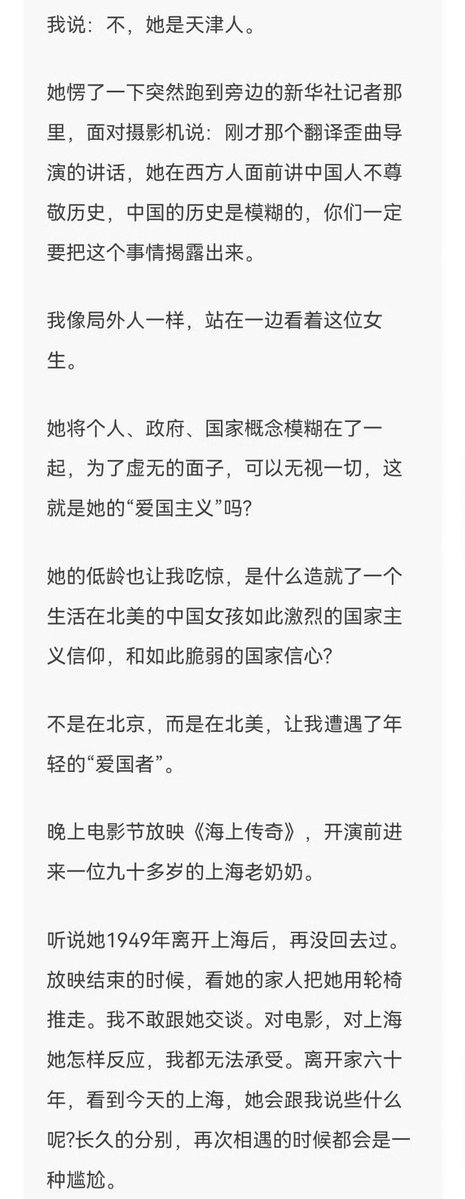 我说：不，她是天津人。
她愣了一下突然跑到旁边的新华社记者那
里，面对摄影机说：刚才那个翻译歪曲导
演的讲话，她在西方人面前讲中国人不尊
敬历史，中国的历史是模糊的，你们一定
要把这个事情揭露出来。
我像局外人一样，站在一边看着这位女
生。
她将个人、政府、国家概念模糊在了一
起，为了虚无的面子，可以无视一切，这
就是她的“爱国主义”吗？
她的低龄也让我吃惊，是什么造就了一个
生活在北美的中国女孩如此激烈的国家主
义信仰，和如此脆弱的国家信心？
不是在北京，而是在北美，让我遭遇了年
轻的“爱国者”。
晚上电影节放映《海上传奇》，开演前进
来一位九十多岁的上海老奶奶。
听说她1949年离开上海后，再没回去过。
放映结束的时候，看她的家人把她用轮椅
推走。我不敢跟她交谈。对电影，对上海
她怎样反应，我都无法承受。离开家六十
年，看到今天的上海，她会跟我说些什么
呢?长久的分别，再次相遇的时候都会是一
种尴尬。